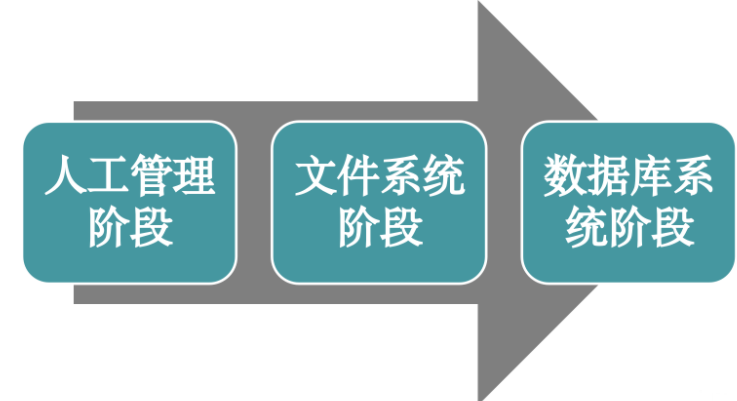 人工管理
阶段
文件系统
阶段
数据库系
统阶段